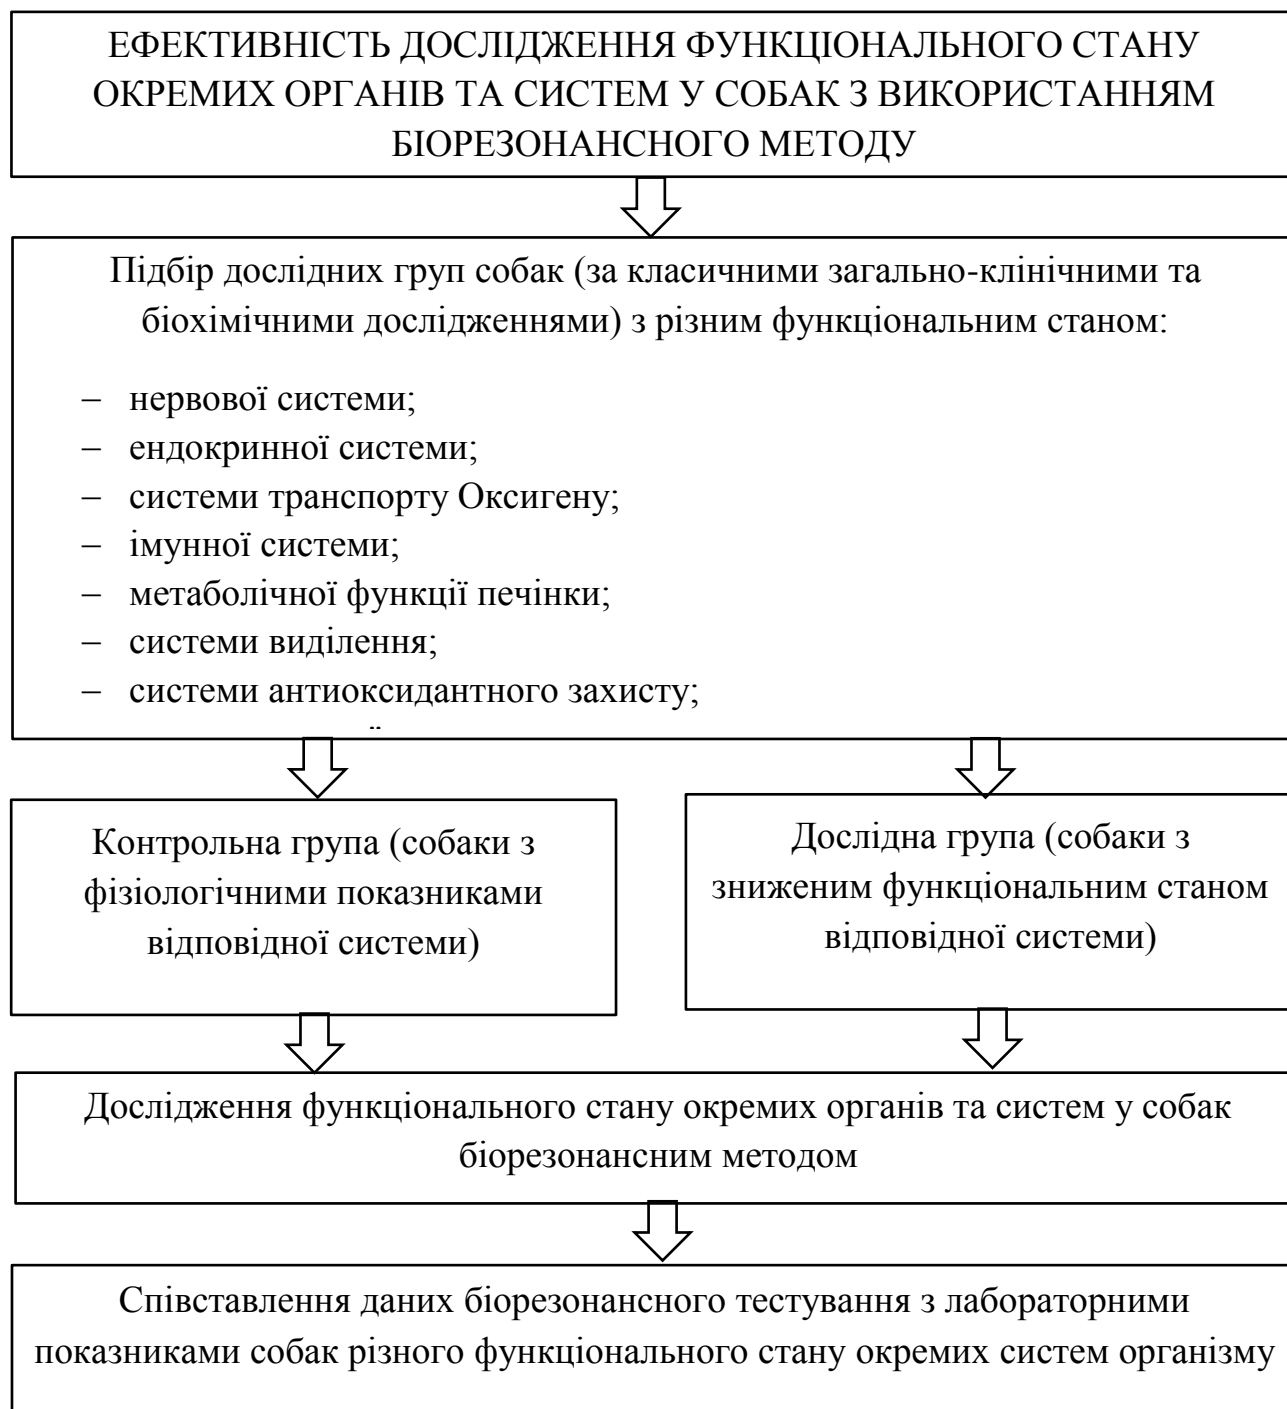 ЕФЕКТИВНІСТЬ ДОСЛІДЖЕННЯ ФУНКЦІОНАЛЬНОГО СТАНУ
ОКРЕМИХ ОРГАНІВ ТА СИСТЕМ У СОБАК З ВИКОРИСТАННЯМ
БІОРЕЗОНАНСНОГО МЕТОДУ
Підбір дослідних груп собак (за класичними загально-клінічними та
біохімічними дослідженнями) з різним функціональним станом:
– нервової системи;
– ендокринної системи;
– системи транспорту Оксигену;
– імунної системи;
– метаболічної функції печінки;
– системи виділення;
– системи антиоксидантного захисту;
Контрольна група (собаки з
фізіологічними показниками
відповідної системи)
Дослідна група (собаки з
зниженим функціональним станом
відповідної системи)
Дослідження функціонального стану окремих органів та систем у собак
біорезонансним методом
Співставлення даних біорезонансного тестування з лабораторними
показниками собак різного функціонального стану окремих систем організму